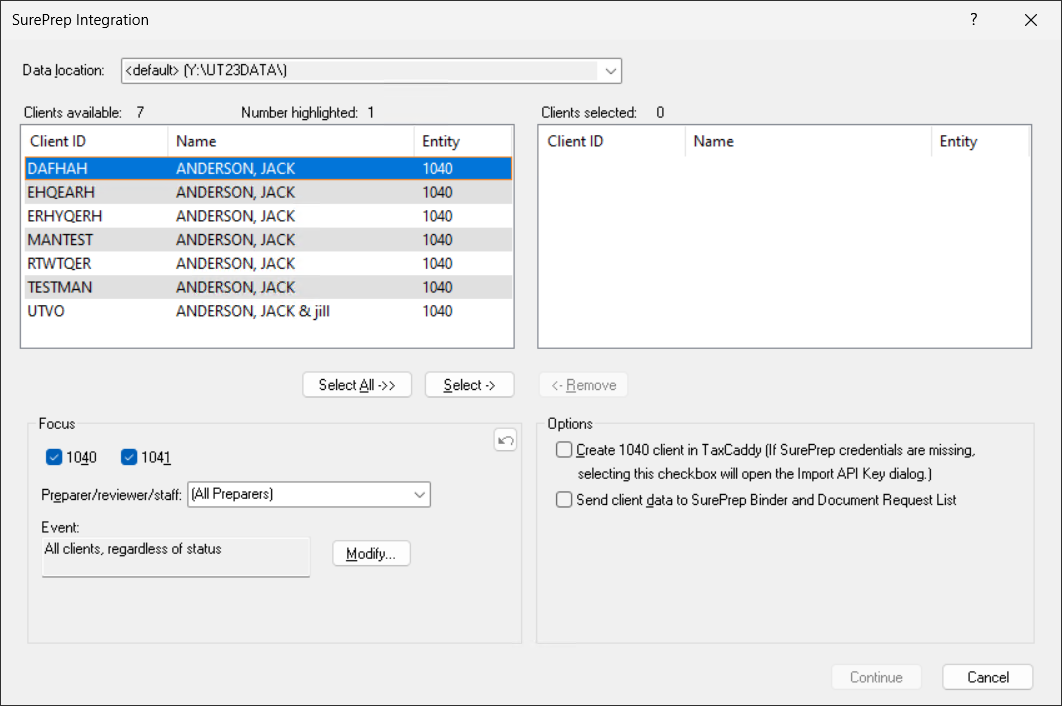 SurePrep Integration
?
Data location: <default> (Y:\UT23DATA\)
Clients available: 7 Number highlighted: 1
Client ID Name Entity
DAFHAH ANDERSON, JACK 1040
EHQEARH ANDERSON, JACK 1040
ERHYQERH ANDERSON, JACK 1040
MANTEST ANDERSON, JACK 1040
RTWTQER ANDERSON, JACK 1040
TESTMAN ANDERSON, JACK 1040
UTVO ANDERSON, JACK & jill 1040
Clients selected: 0
Client ID Name Entity
Select All ->> Select -> <- Remove
Focus
1040 1041
Preparer/reviewer/staff: (All Preparers)
Event:
All clients, regardless of status
Modify...
Options
Create 1040 client in TaxCaddy (If SurePrep credentials are missing,
selecting this checkbox will open the Import API Key dialog.)
Send client data to SurePrep Binder and Document Request List
Continue Cancel